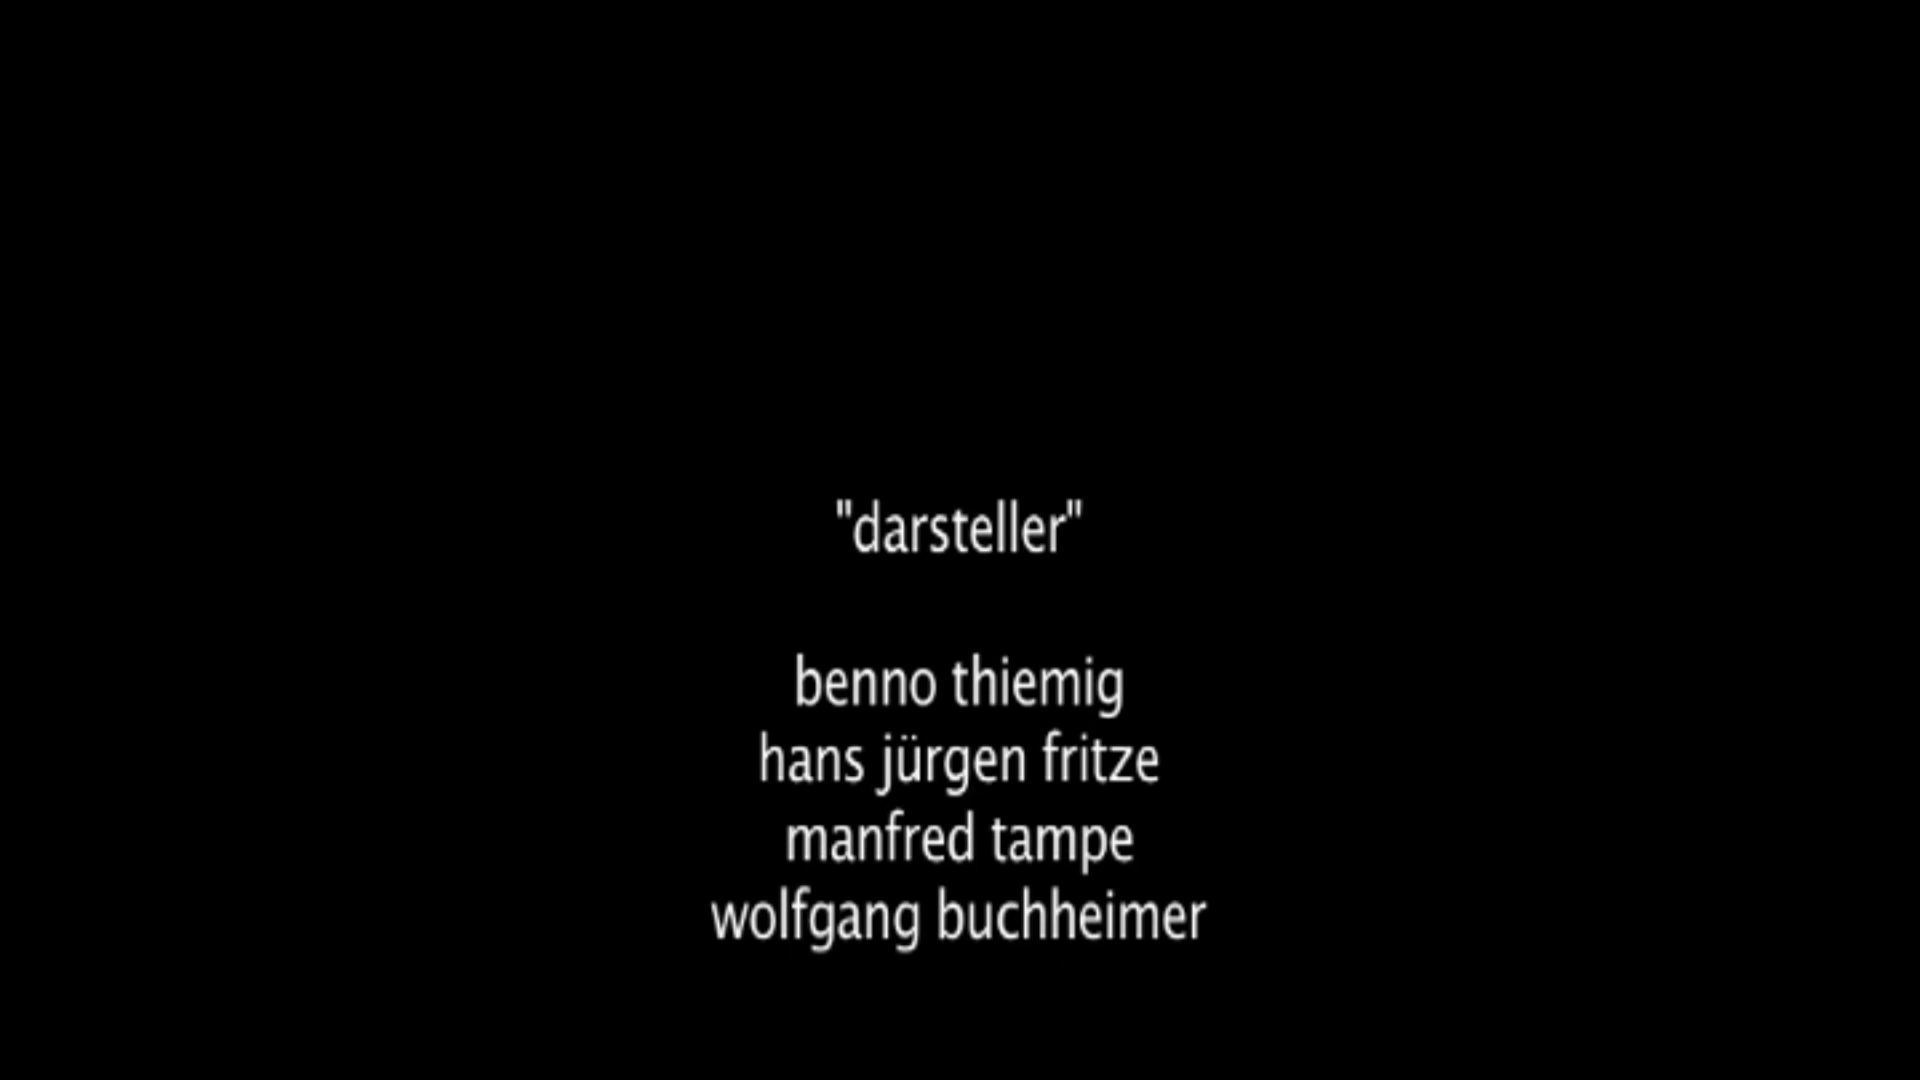 "darsteller"
benno thiemig
hans jürgen fritze
manfred tampe
wolfgang buchheimer